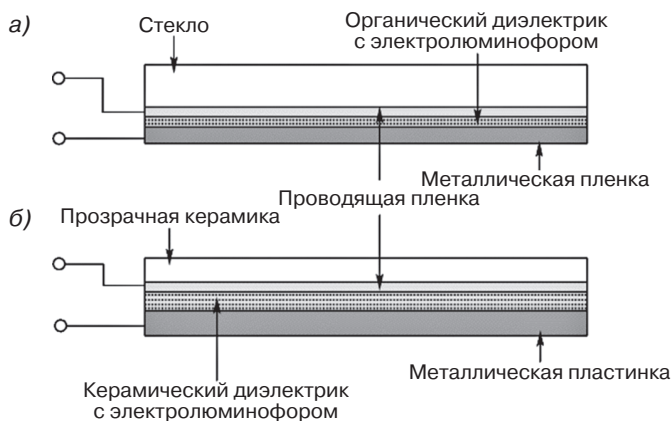 а)
Стекло
Органический диэлектрик
с электролюминофором
Металлическая пленка
Проводящая пленка
б)
Прозрачная керамика
Металлическая пластинка
Керамический диэлектрик
с электролюминофором